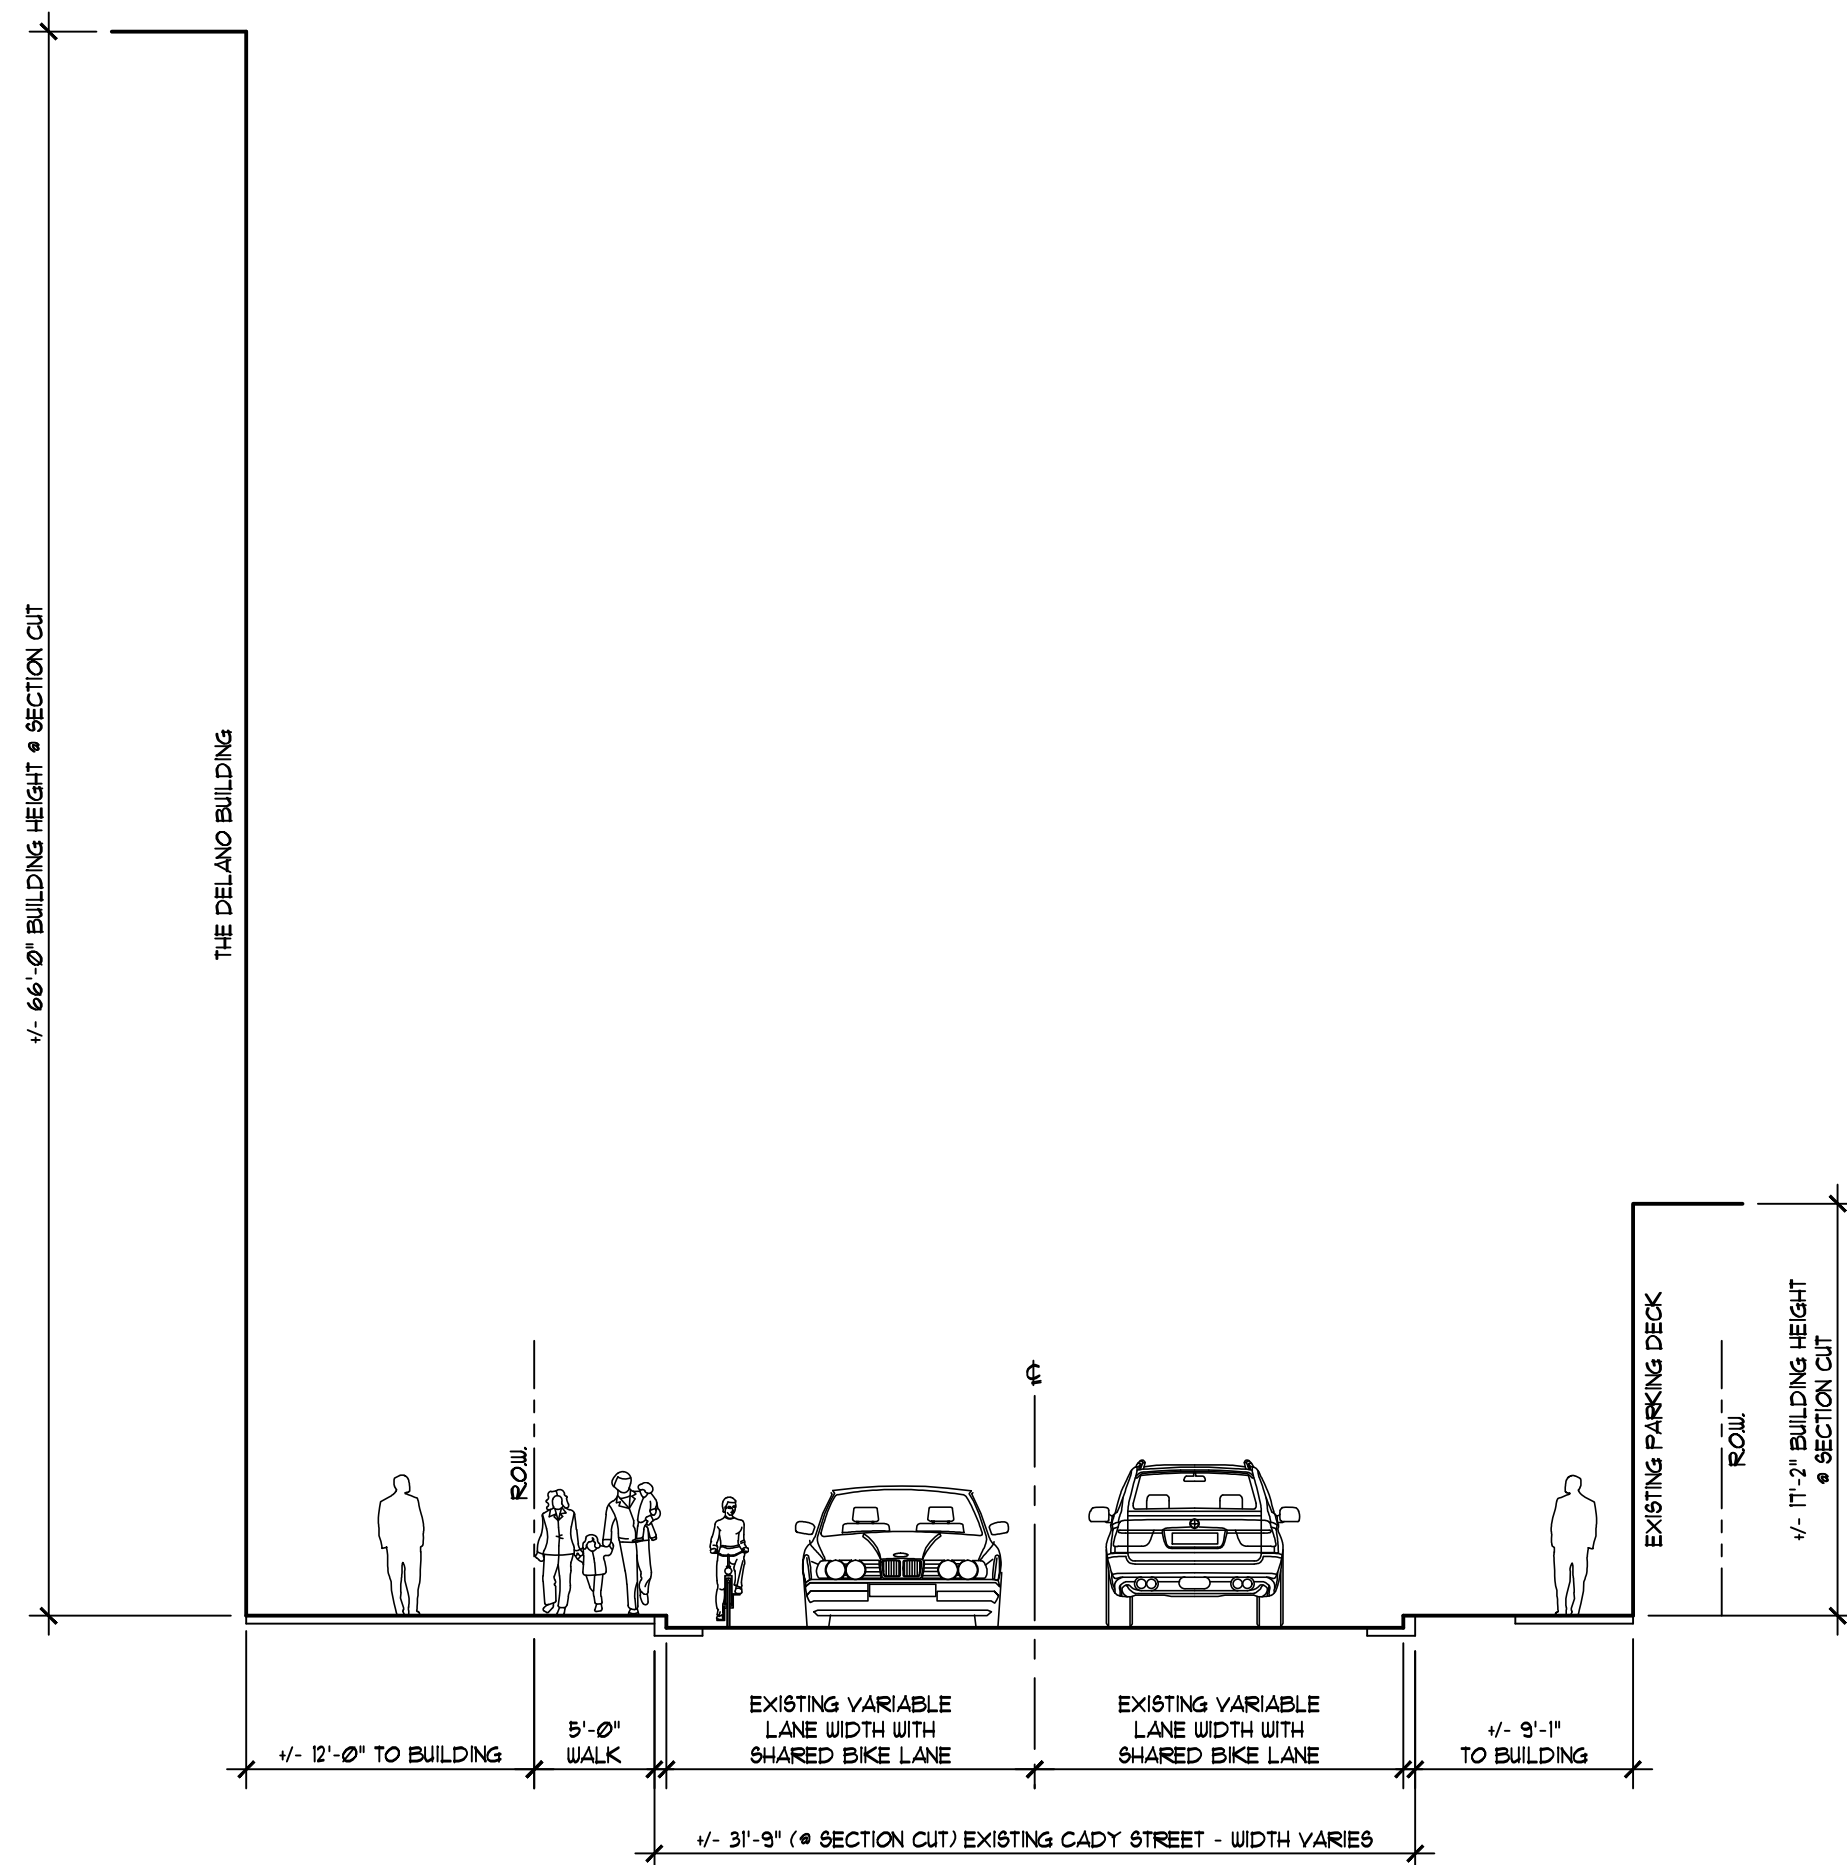 +/- 66'-0" BUILDING HEIGHT @ SECTION CUT
THE DELANO BUILDING
R.O.W.
℄
EXISTING PARKING DECK
R.O.W.
+/- 17'-2" BUILDING HEIGHT
@ SECTION CUT
+/- 12'-0" TO BUILDING
5'-0"
WALK
EXISTING VARIABLE
LANE WIDTH WITH
SHARED BIKE LANE
EXISTING VARIABLE
LANE WIDTH WITH
SHARED BIKE LANE
+/- 9'-1"
TO BUILDING
+/- 31'-9" (@ SECTION CUT) EXISTING CADY STREET - WIDTH VARIES